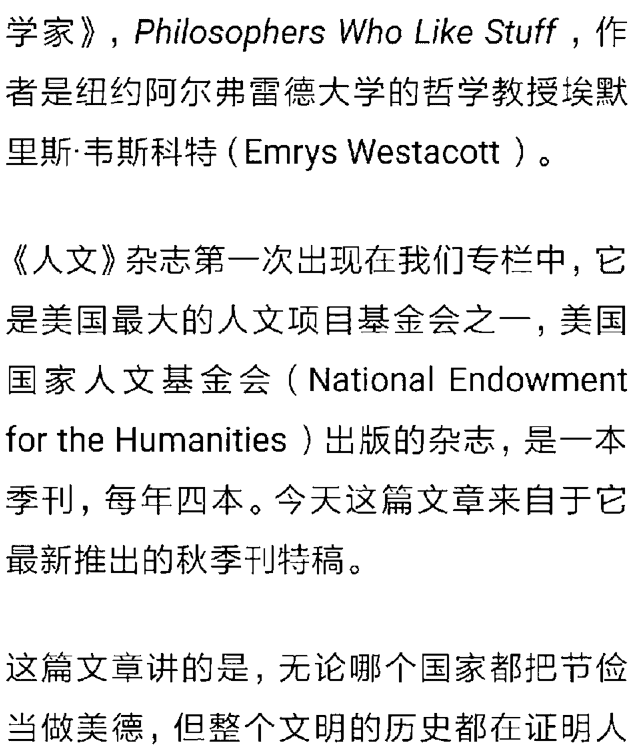 学家》，Philosophers Who Like Stuff ，作
者是纽约阿尔弗雷德大学的哲学教授埃默
里斯·韦斯科特（Emrys Westacott ）。
《人文》杂志第一次出现在我们专栏中，它
是美国最大的人文项目基金会之一，美国
国家人文基金会（National Endowment
for the Humanities ）出版的杂志，是一本
季刊，每年四本。今天这篇文章来自于它
最新推出的秋季刊特稿。
这篇文章讲的是，无论哪个国家都把节俭
当做美德，但整个文明的历史都在证明人